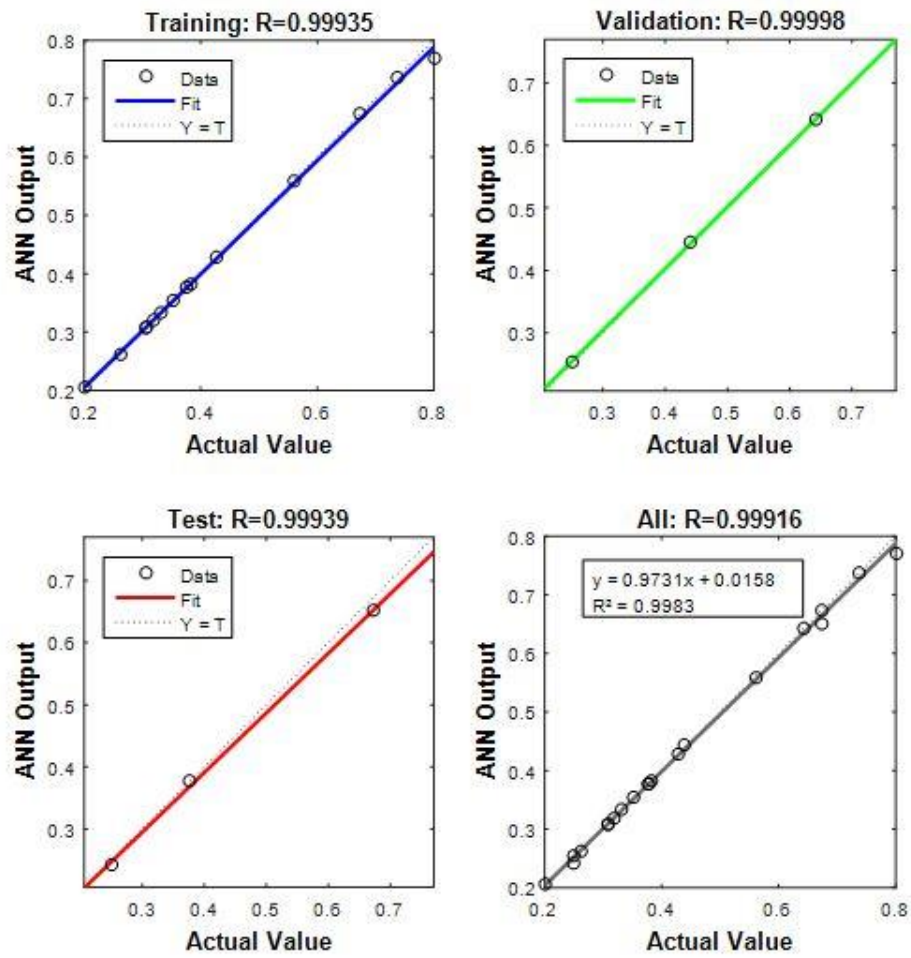 Training: R=0.99935
Data
Fit
Y = T
ANN Output
0.8
0.7
0.6
0.5
0.4
0.3
0.2
0.2 0.4 0.6 0.8
Actual Value
Validation: R=0.99998
Data
Fit
Y = T
ANN Output
0.7
0.6
0.5
0.4
0.3
0.3 0.4 0.5 0.6 0.7
Actual Value
Test: R=0.99939
Data
Fit
Y = T
ANN Output
0.7
0.6
0.5
0.4
0.3
0.3 0.4 0.5 0.6 0.7
Actual Value
All: R=0.99916
y = 0.9731x + 0.0158
R² = 0.9983
ANN Output
0.8
0.7
0.6
0.5
0.4
0.3
0.2
0.2 0.4 0.6 0.8
Actual Value